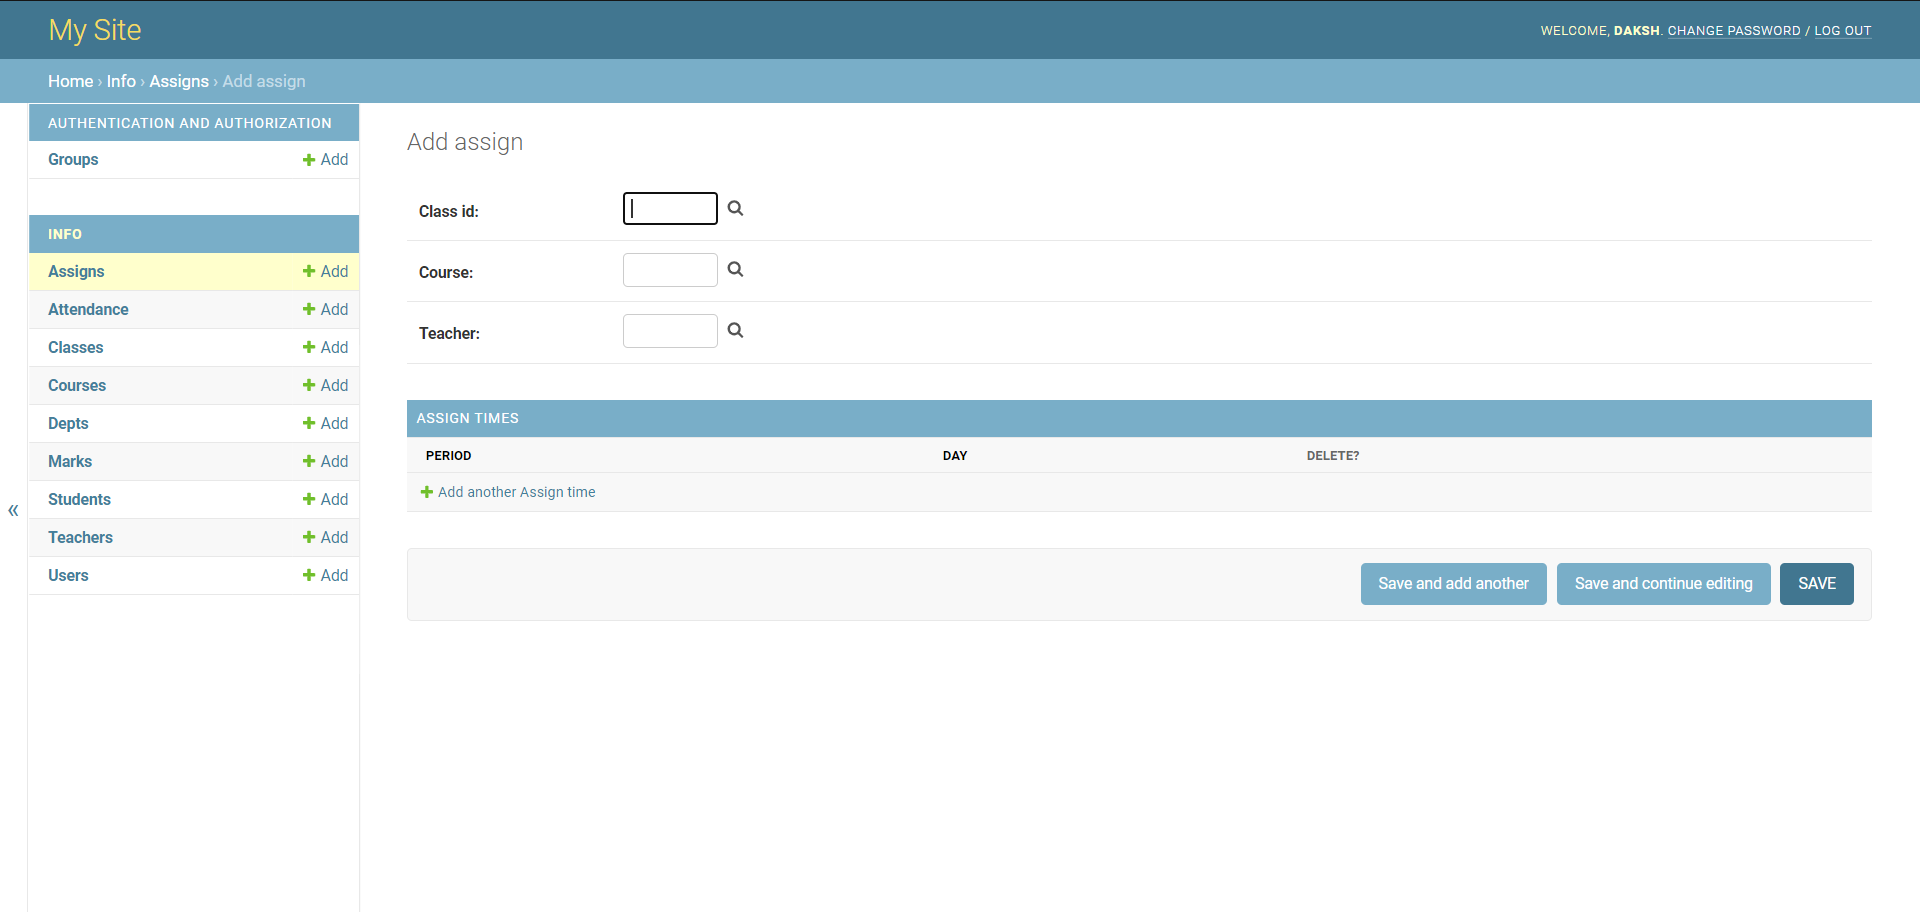 My Site
WELCOME, DAKSH. CHANGE PASSWORD / LOG OUT
Home › Info › Assigns › Add assign
AUTHENTICATION AND AUTHORIZATION
Groups Add
INFO
Assigns Add
Attendance Add
Classes Add
Courses Add
Depts Add
Marks Add
Students Add
Teachers Add
Users Add
«
Add assign
Class id:
Course:
Teacher:
ASSIGN TIMES
PERIOD DAY DELETE?
Add another Assign time
Save and add another Save and continue editing SAVE